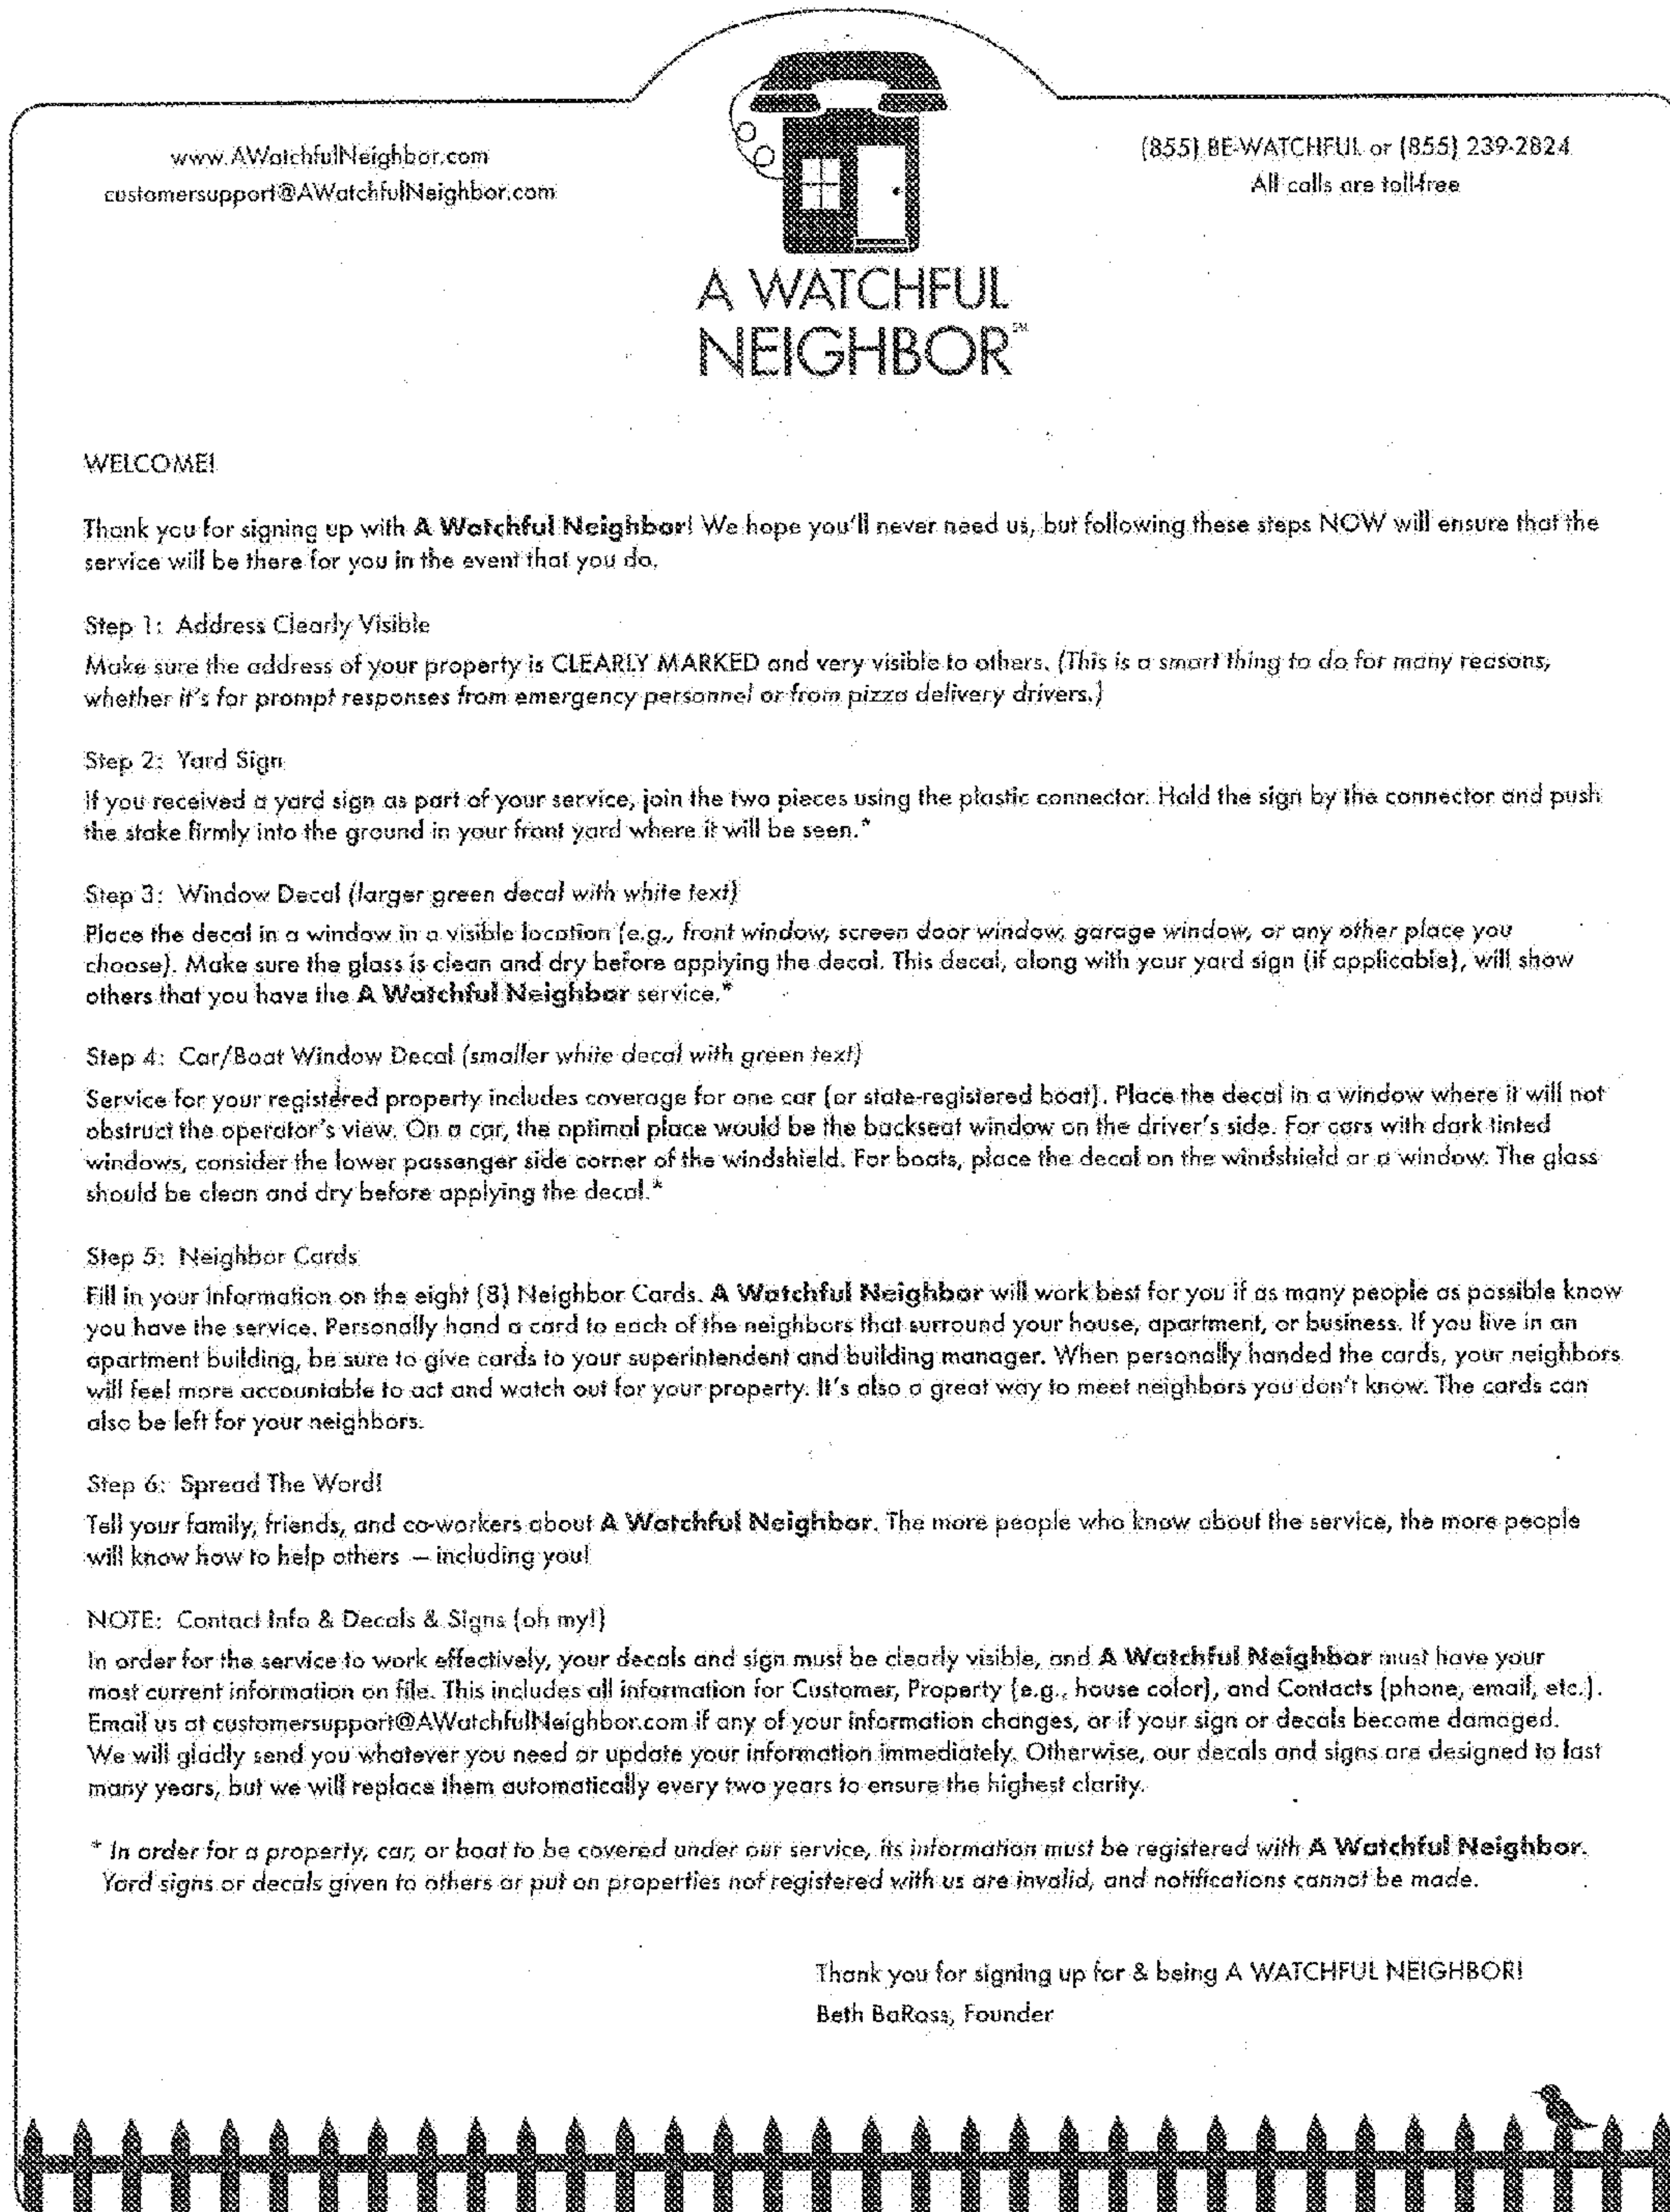 www.AWatchfulNeighbor.com
customersupport@AWatchfulNeighbor.com
(855) BE-WATCHFUL or (855) 239-2824
All calls are toll-free
A WATCHFUL
NEIGHBOR℠
WELCOME!
Thank you for signing up with A Watchful Neighbor! We hope you'll never need us, but following these steps NOW will ensure that the
service will be there for you in the event that you do.
Step 1: Address Clearly Visible
Make sure the address of your property is CLEARLY MARKED and very visible to others. (This is a smart thing to do for many reasons,
whether it's for prompt responses from emergency personnel or from pizza delivery drivers.)
Step 2: Yard Sign
If you received a yard sign as part of your service, join the two pieces using the plastic connector. Hold the sign by the connector and push
the stake firmly into the ground in your front yard where it will be seen.*
Step 3: Window Decal (larger green decal with white text)
Place the decal in a window in a visible location (e.g., front window, screen door window, garage window, or any other place you
choose). Make sure the glass is clean and dry before applying the decal. This decal, along with your yard sign (if applicable), will show
others that you have the A Watchful Neighbor service.*
Step 4: Car/Boat Window Decal (smaller white decal with green text)
Service for your registered property includes coverage for one car (or state-registered boat). Place the decal in a window where it will not
obstruct the operator's view. On a car, the optimal place would be the backseat window on the driver's side. For cars with dark tinted
windows, consider the lower passenger side corner of the windshield. For boats, place the decal on the windshield or a window. The glass
should be clean and dry before applying the decal.*
Step 5: Neighbor Cards
Fill in your information on the eight (8) Neighbor Cards. A Watchful Neighbor will work best for you if as many people as possible know
you have the service. Personally hand a card to each of the neighbors that surround your house, apartment, or business. If you live in an
apartment building, be sure to give cards to your superintendent and building manager. When personally handed the cards, your neighbors
will feel more accountable to act and watch out for your property. It's also a great way to meet neighbors you don't know. The cards can
also be left for your neighbors.
Step 6: Spread The Word!
Tell your family, friends, and co-workers about A Watchful Neighbor. The more people who know about the service, the more people
will know how to help others – including you!
NOTE: Contact Info & Decals & Signs (oh my!)
In order for the service to work effectively, your decals and sign must be clearly visible, and A Watchful Neighbor must have your
most current information on file. This includes all information for Customer, Property (e.g., house color), and Contacts (phone, email, etc.).
Email us at customersupport@AWatchfulNeighbor.com if any of your information changes, or if your sign or decals become damaged.
We will gladly send you whatever you need or update your information immediately. Otherwise, our decals and signs are designed to last
many years, but we will replace them automatically every two years to ensure the highest clarity.
* In order for a property, car, or boat to be covered under our service, its information must be registered with A Watchful Neighbor.
Yard signs or decals given to others or put on properties not registered with us are invalid, and notifications cannot be made.
Thank you for signing up for & being A WATCHFUL NEIGHBOR!
Beth BaRoss, Founder